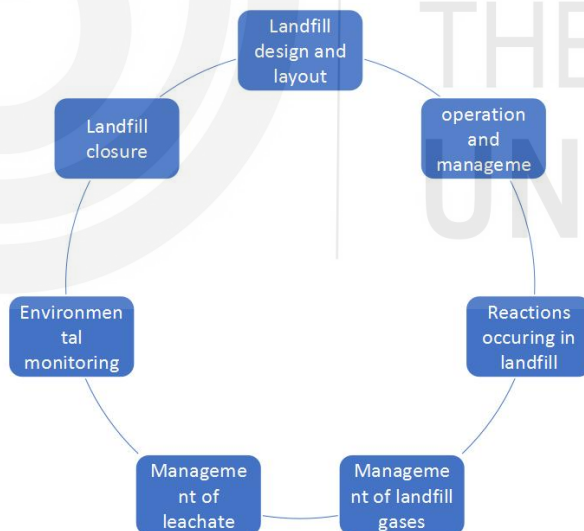 Landfill
design and
layout
operation
and
manageme
Reactions
occuring in
landfill
Manageme
nt of landfill
gases
Manageme
nt of
leachate
Environmen
tal
monitoring
Landfill
closure
THE
UN